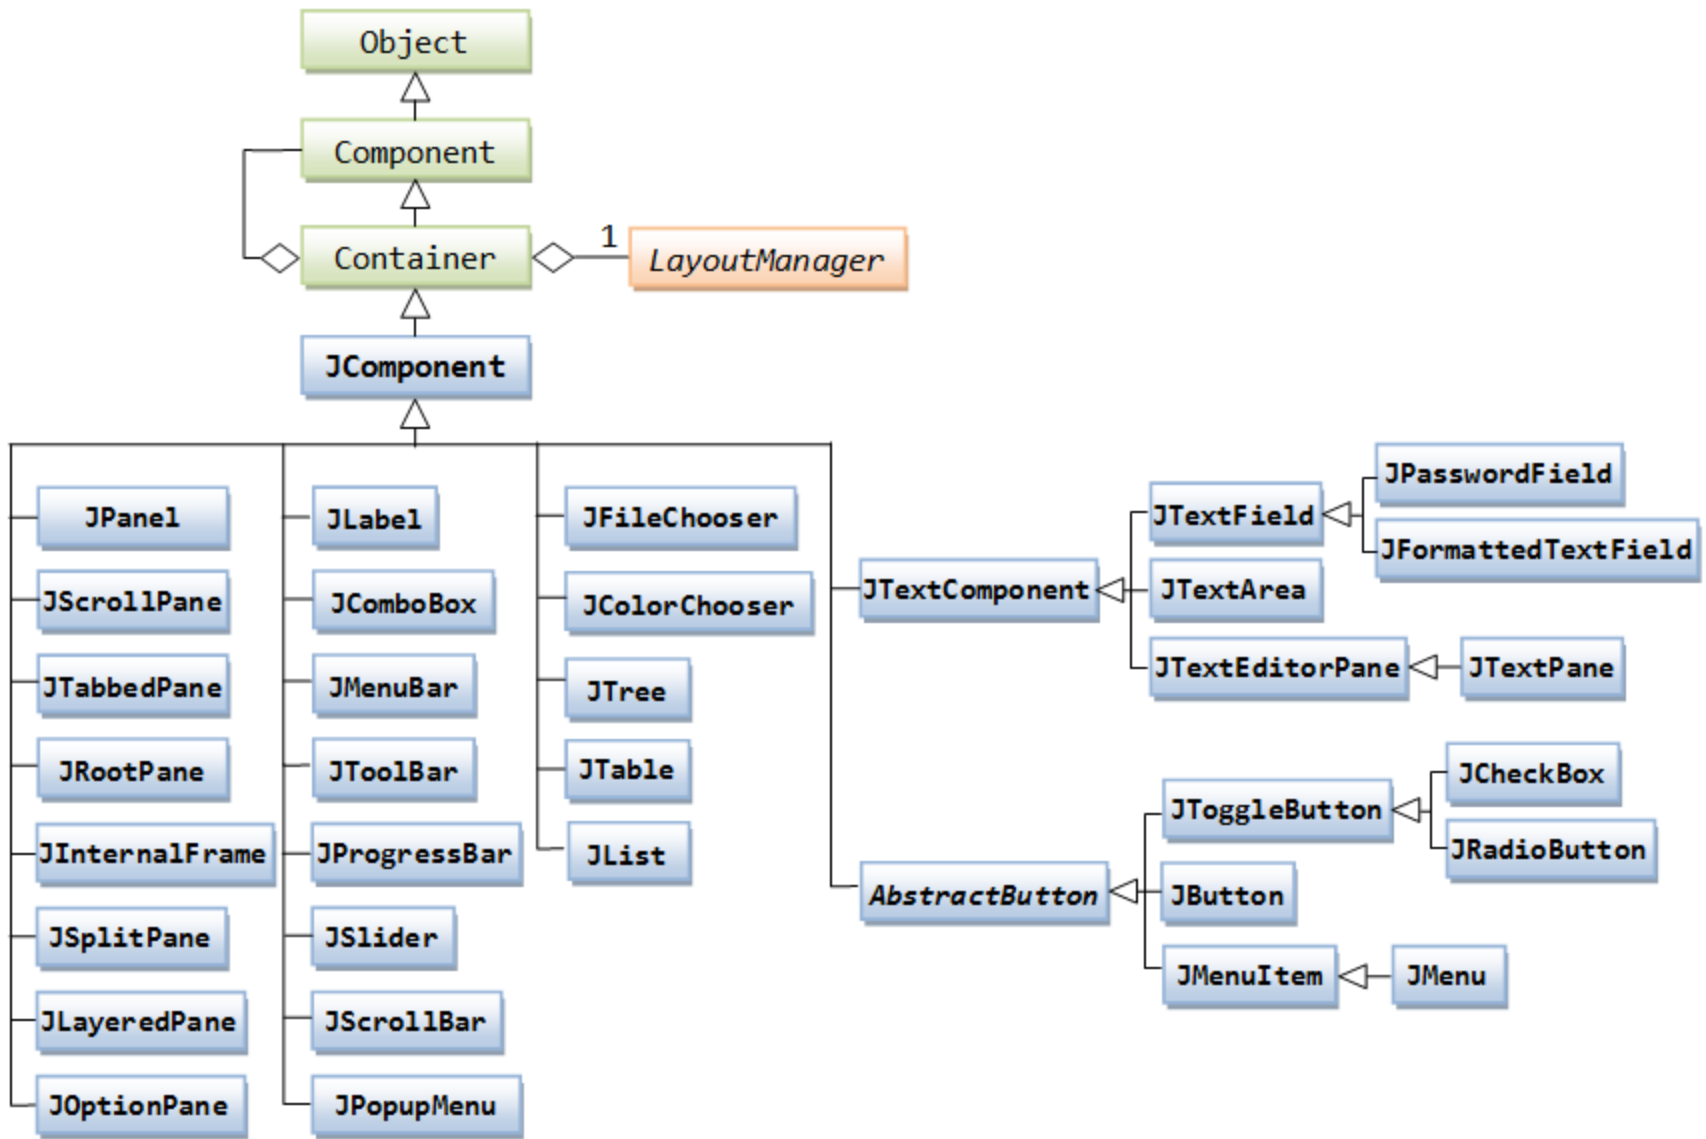 Object
Component
Container
1
LayoutManager
JComponent
JPanel
JScrollPane
JTabbedPane
JRootPane
JInternalFrame
JSplitPane
JLayeredPane
JOptionPane
JLabel
JComboBox
JMenuBar
JToolBar
JProgressBar
JSlider
JScrollBar
JPopupMenu
JFileChooser
JColorChooser
JTree
JTable
JList
JTextComponent
JTextField
JPasswordField
JFormattedTextField
JTextArea
JTextEditorPane
JTextPane
AbstractButton
JToggleButton
JCheckBox
JRadioButton
JButton
JMenuItem
JMenu